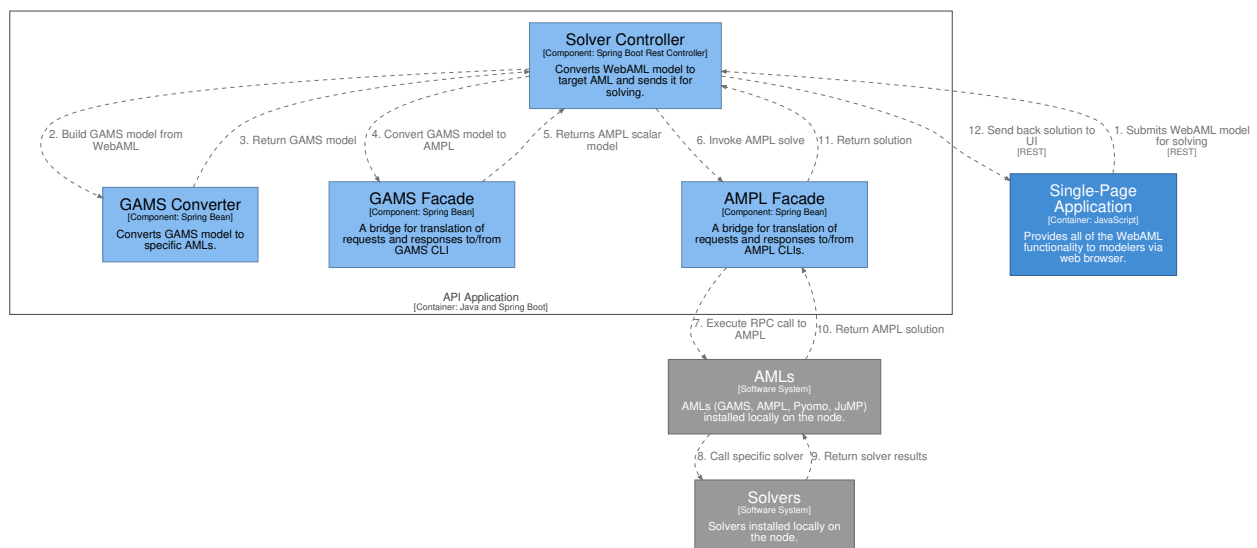 Solver Controller
[Component: Spring Boot Rest Controller]
Converts WebAML model to
target AML and sends it for
solving.
2. Build GAMS model from
WebAML
3. Return GAMS model
4. Convert GAMS model to
AMPL
5. Returns AMPL scalar
model
6. Invoke AMPL solve
11. Return solution
12. Send back solution to
UI
[REST]
1. Submits WebAML model
for solving
[REST]
GAMS Converter
[Component: Spring Bean]
Converts GAMS model to
specific AMLs.
GAMS Facade
[Component: Spring Bean]
A bridge for translation of
requests and responses to/from
GAMS CLI
AMPL Facade
[Component: Spring Bean]
A bridge for translation of
requests and responses to/from
AMPL CLIs.
Single-Page
Application
[Container: JavaScript]
Provides all of the WebAML
functionality to modelers via
web browser.
API Application
[Container: Java and Spring Boot]
7. Execute RPC call to
AMPL
10. Return AMPL solution
AMLs
[Software System]
AMLs (GAMS, AMPL, Pyomo, JuMP)
installed locally on the node.
8. Call specific solver
9. Return solver results
Solvers
[Software System]
Solvers installed locally on
the node.